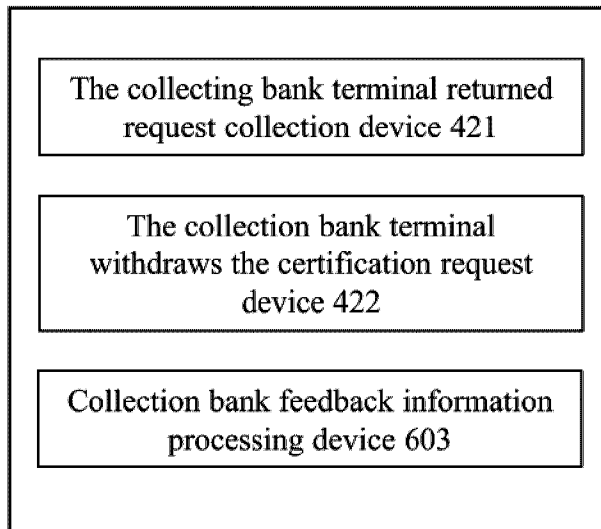 The collecting bank terminal returned
request collection device 421
The collection bank terminal
withdraws the certification request
device 422
Collection bank feedback information
processing device 603